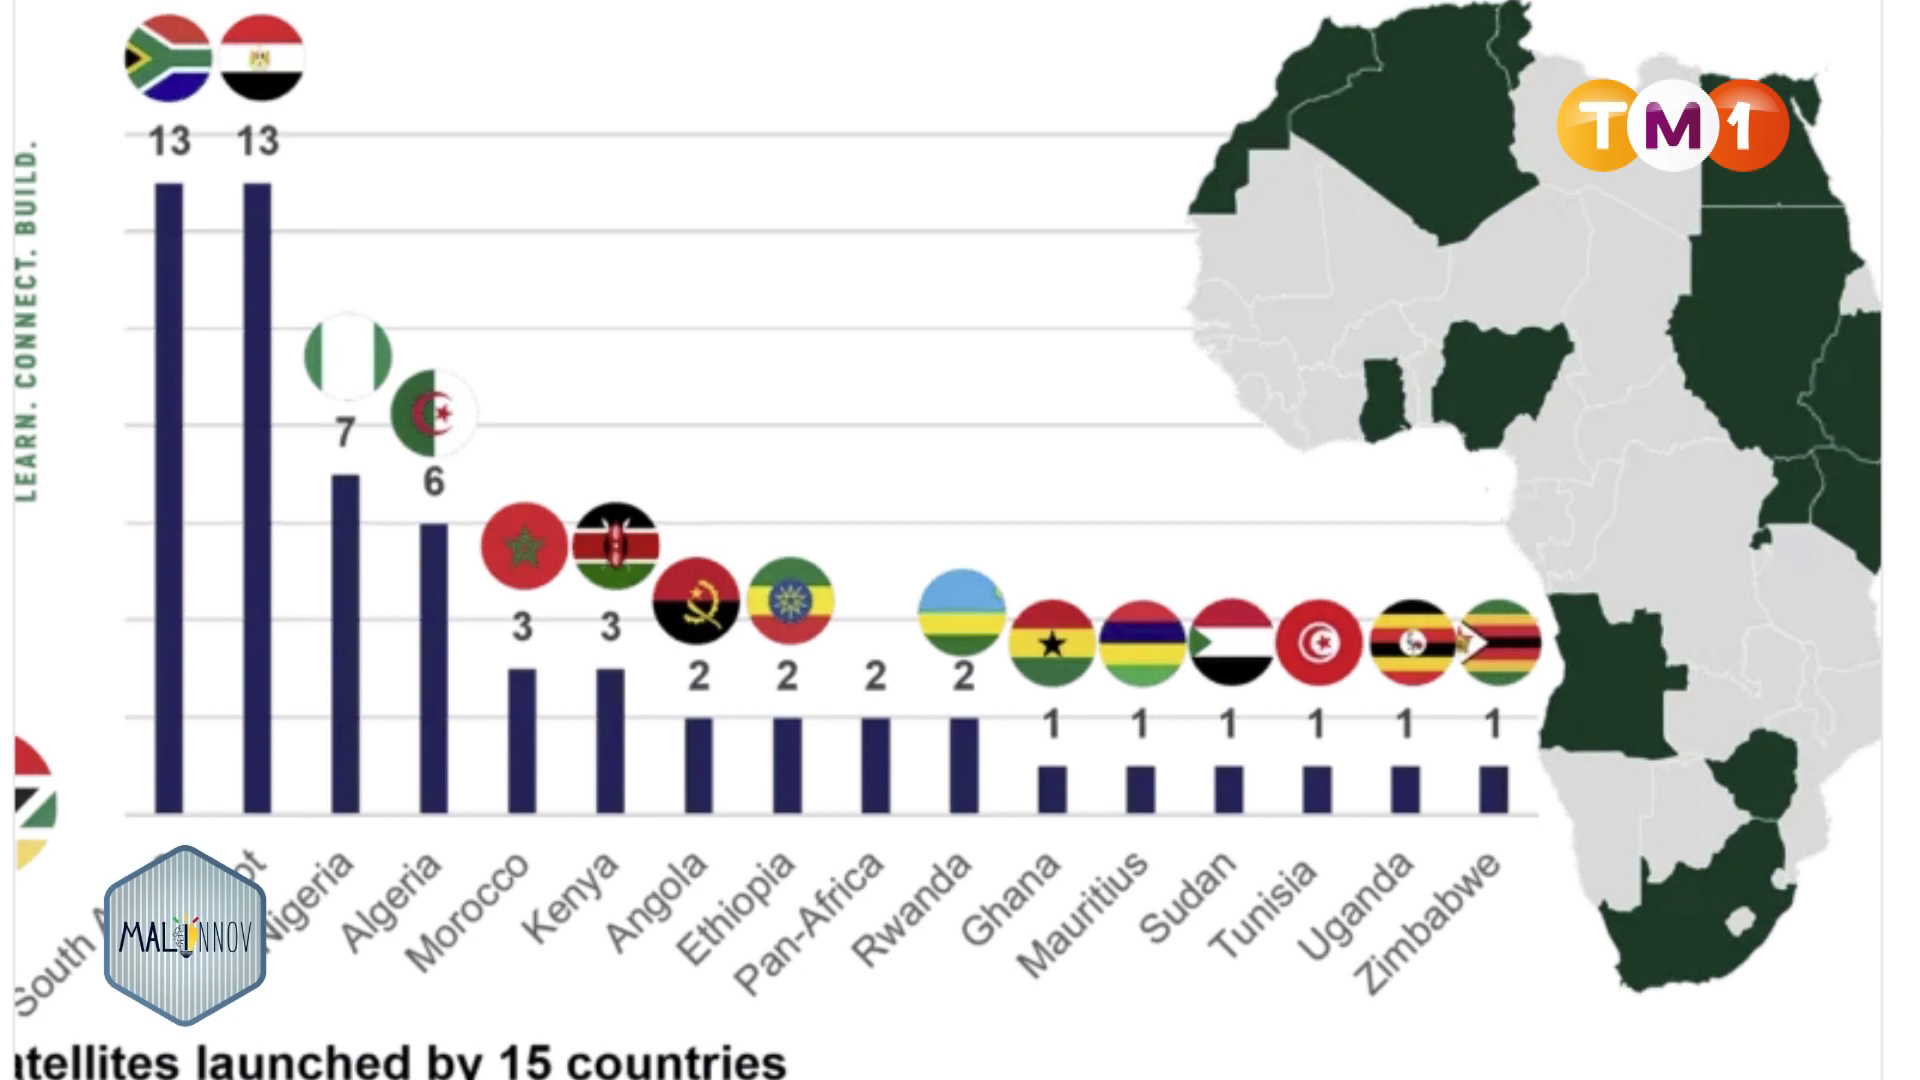 LEARN. CONNECT. BUILD.
TM1
13 13 7 6 3 3 2 2 2 2 1 1 1 1 1 1
South
Nigeria
Algeria
Morocco
Kenya
Angola
Ethiopia
Pan-Africa
Rwanda
Ghana
Mauritius
Sudan
Tunisia
Uganda
Zimbabwe
MALINNOV
launched by 15 countries